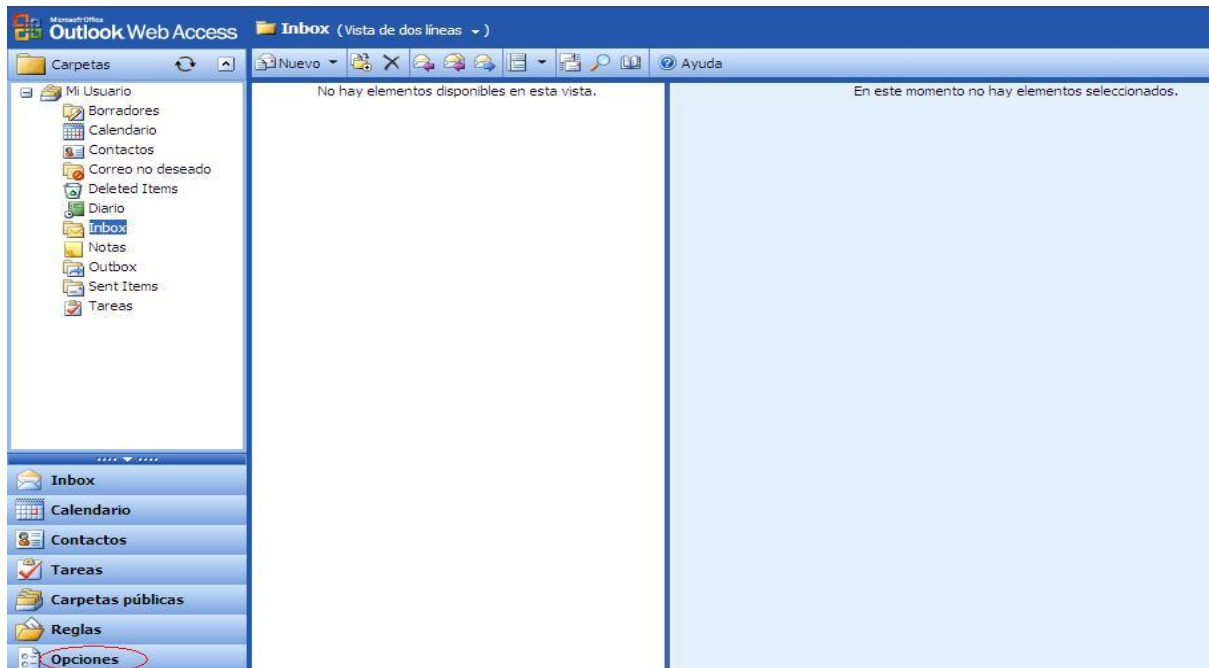 Microsoft Office
Outlook Web Access
Inbox (Vista de dos líneas)
Carpetas
Nuevo
Ayuda
Mi Usuario
Borradores
Calendario
Contactos
Correo no deseado
Deleted Items
Diario
Inbox
Notas
Outbox
Sent Items
Tareas
No hay elementos disponibles en esta vista.
En este momento no hay elementos seleccionados.
Inbox
Calendario
Contactos
Tareas
Carpetas públicas
Reglas
Opciones